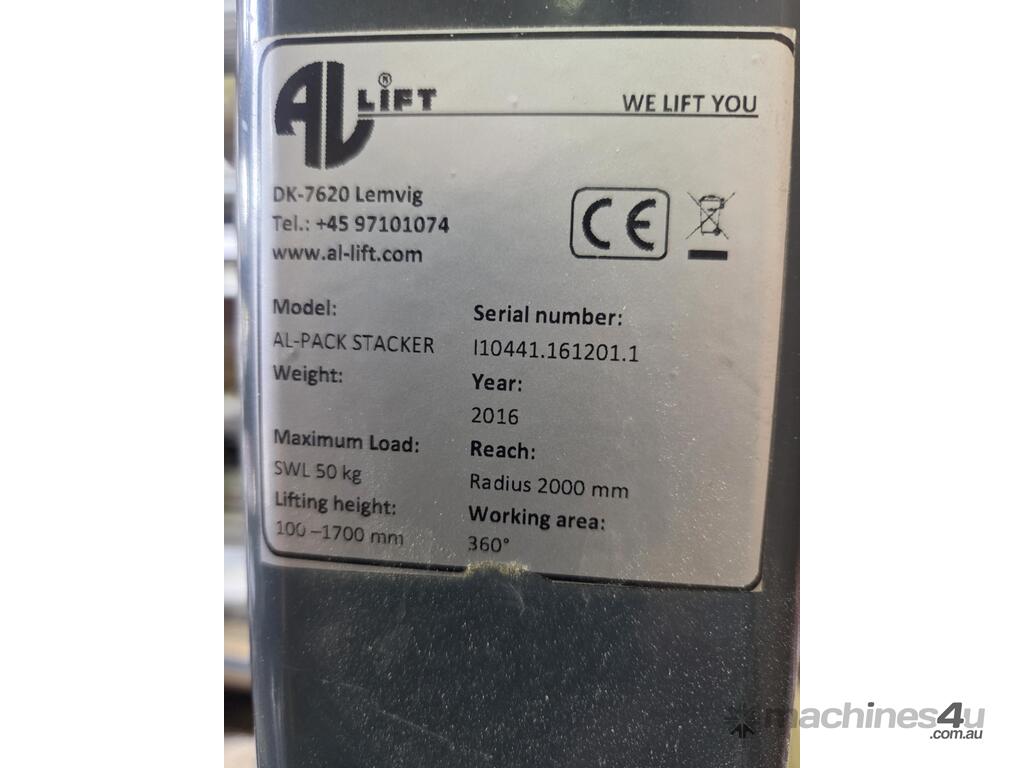 AL LIFT®
WE LIFT YOU
DK-7620 Lemvig
Tel.: +45 97101074
www.al-lift.com
CE
Model:
AL-PACK STACKER
Weight:
Maximum Load:
SWL 50 kg
Lifting height:
100–1700 mm
Serial number:
I10441.161201.1
Year:
2016
Reach:
Radius 2000 mm
Working area:
360°
machines4u
.com.au